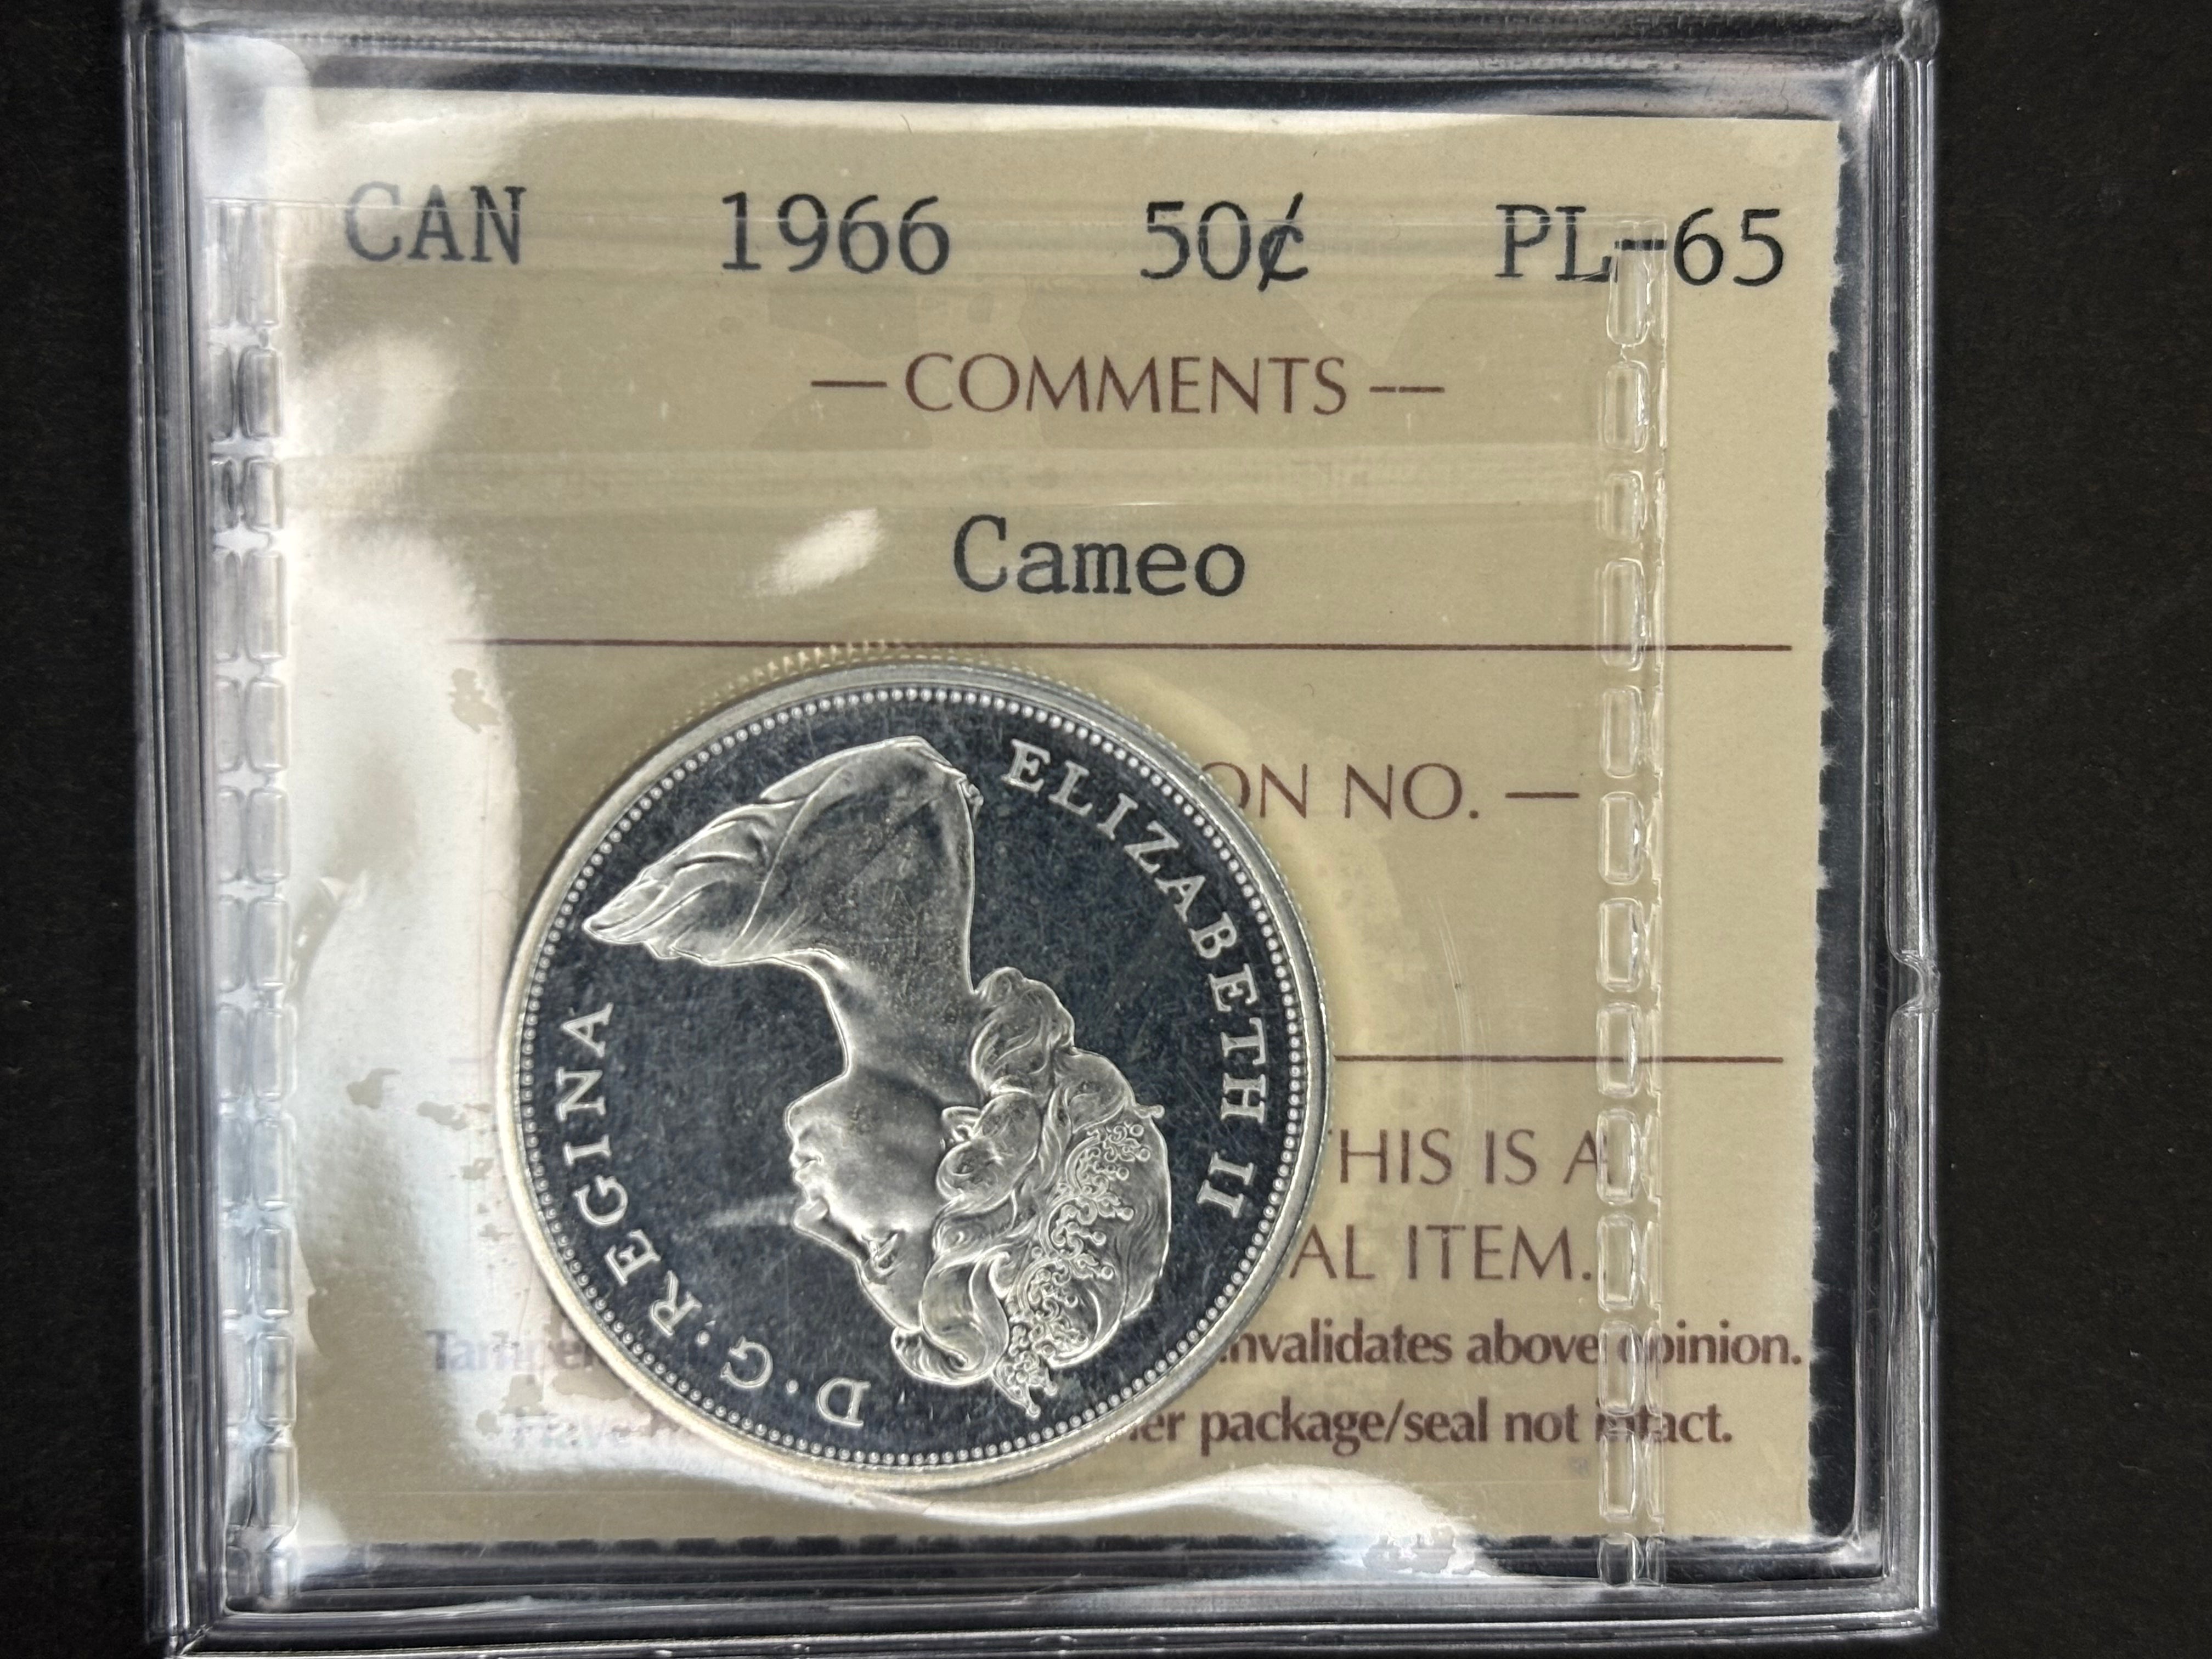 CAN 1966 50¢ PL-65
— COMMENTS —
Cameo
ON NO. —
THIS IS A
AL ITEM.
invalidates above opinion.
package/seal not intact.
ELIZABETH II
D·G·REGINA